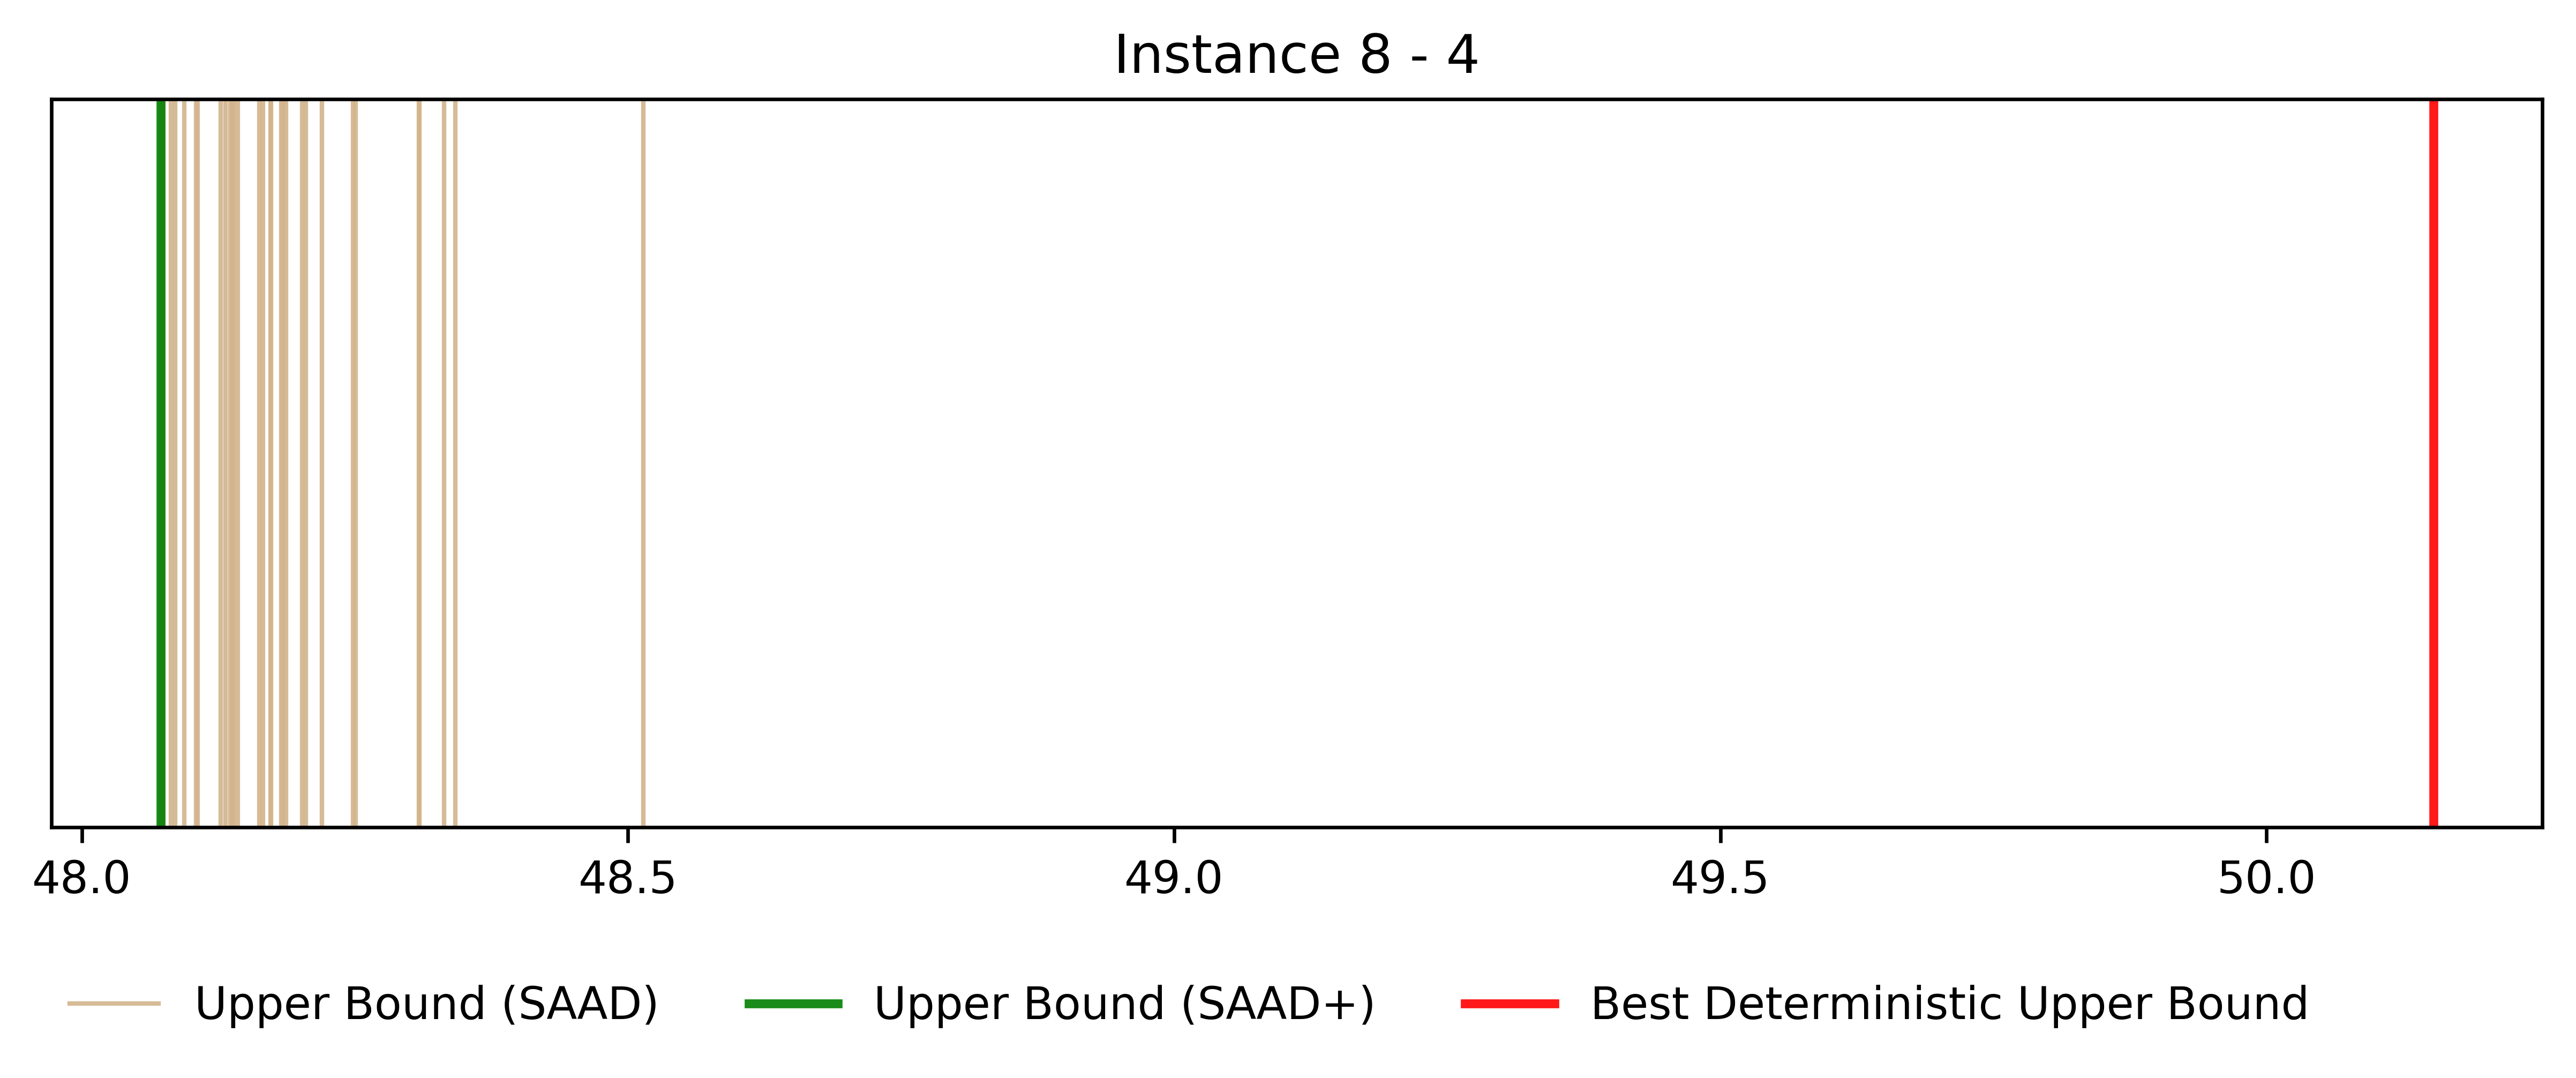 Instance 8 - 4
48.0 48.5 49.0 49.5 50.0
Upper Bound (SAAD) Upper Bound (SAAD+) Best Deterministic Upper Bound